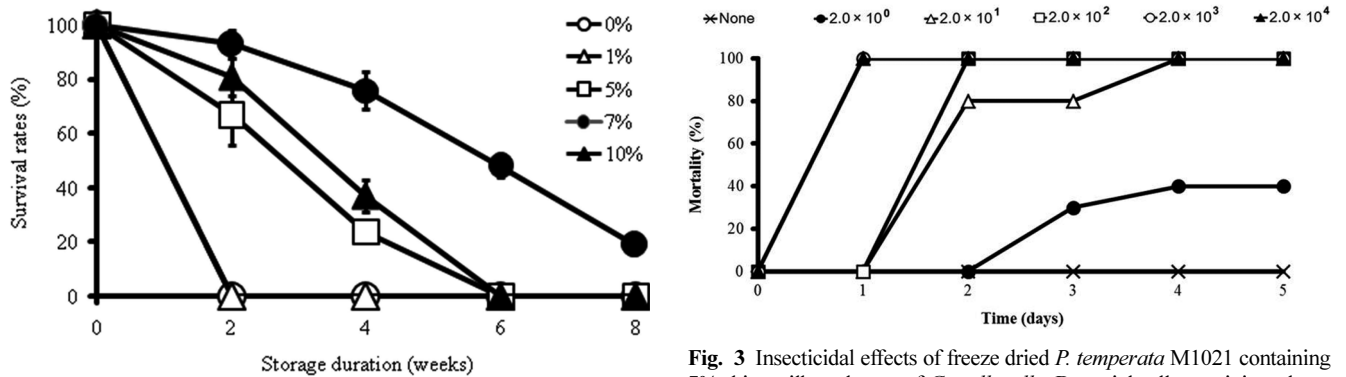 100
80
60
40
20
0
Survival rates (%)
0%
1%
5%
7%
10%
0 2 4 6 8
Storage duration (weeks)
None 2.0 × 10⁰ 2.0 × 10¹ 2.0 × 10² 2.0 × 10³ 2.0 × 10⁴
100
80
60
40
20
0
Mortality (%)
0 1 2 3 4 5
Time (days)
Fig. 3 Insecticidal effects of freeze dried P. temperata M1021 containing